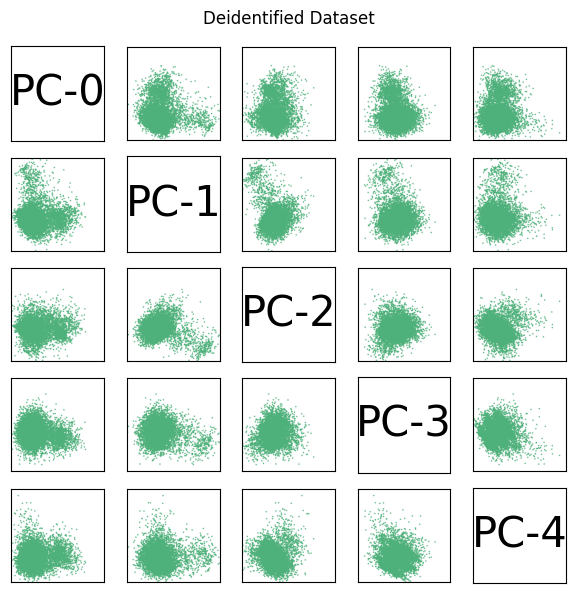 Deidentified Dataset
PC-0
PC-1
PC-2
PC-3
PC-4